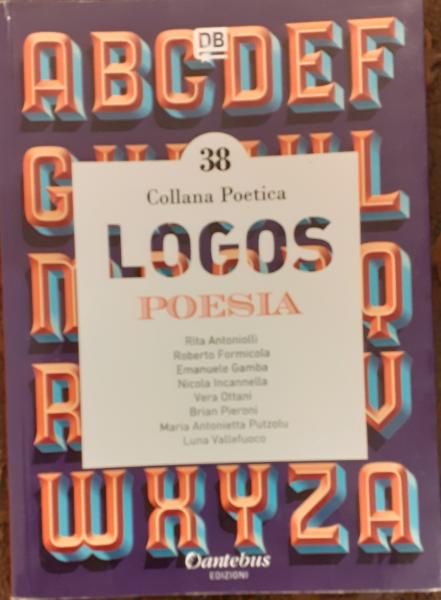 DB
ABCDEF
38
Collana Poetica
LOGOS
POESIA
Rita Antoniolli
Roberto Formicola
Emanuele Gamba
Nicola Incannella
Vera Ottani
Brian Pieroni
Maria Antonietta Putzolu
Luna Vallefuoco
G L
Q
R V
WXYZA
Dantebus
EDIZIONI